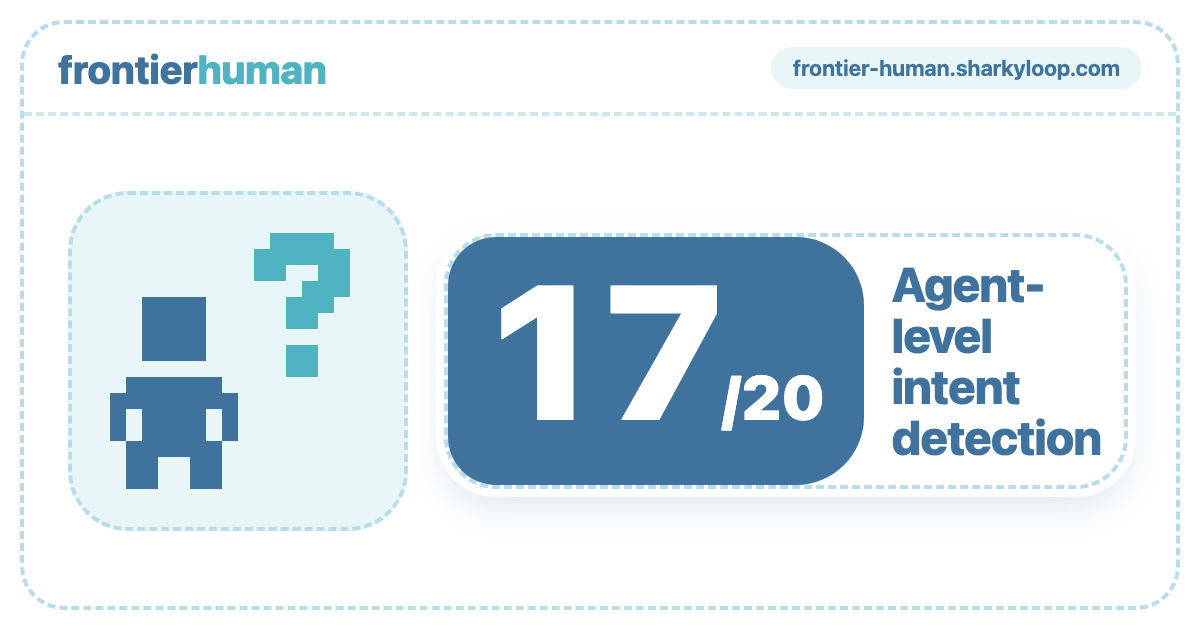 frontierhuman
frontier-human.sharkyloop.com
?
17/20
Agent-
level
intent
detection